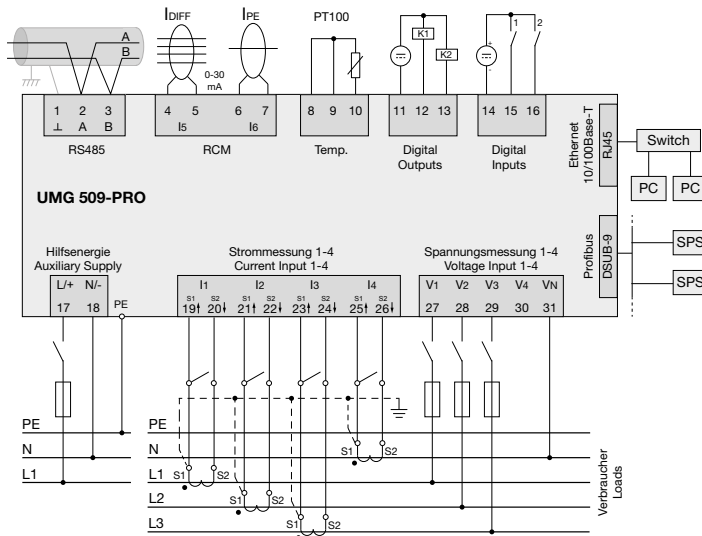 IDIFF IPE PT100
A
B
0-30
mA
K1
K2
1 2
+
-
1 2 3 4 5 6 7 8 9 10 11 12 13 14 15 16
⊥ A B I5 I6
RS485 RCM Temp. Digital
Outputs Digital
Inputs
Ethernet
10/100Base-T
RJ45
Switch
PC PC
UMG 509-PRO
Profibus
DSUB-9
SPS
SPS
Hilfsenergie
Auxiliary Supply
Strommessung 1-4
Current Input 1-4
Spannungsmessung 1-4
Voltage Input 1-4
L/+ N/- I1 I2 I3 I4 V1 V2 V3 V4 VN
PE
S1 S2 S1 S2 S1 S2 S1 S2
17 18 19 20 21 22 23 24 25 26 27 28 29 30 31
PE PE
N S1 S2 N
L1 L1 S1 S2
L2 S1 S2
L3 S1 S2
Verbraucher
Loads